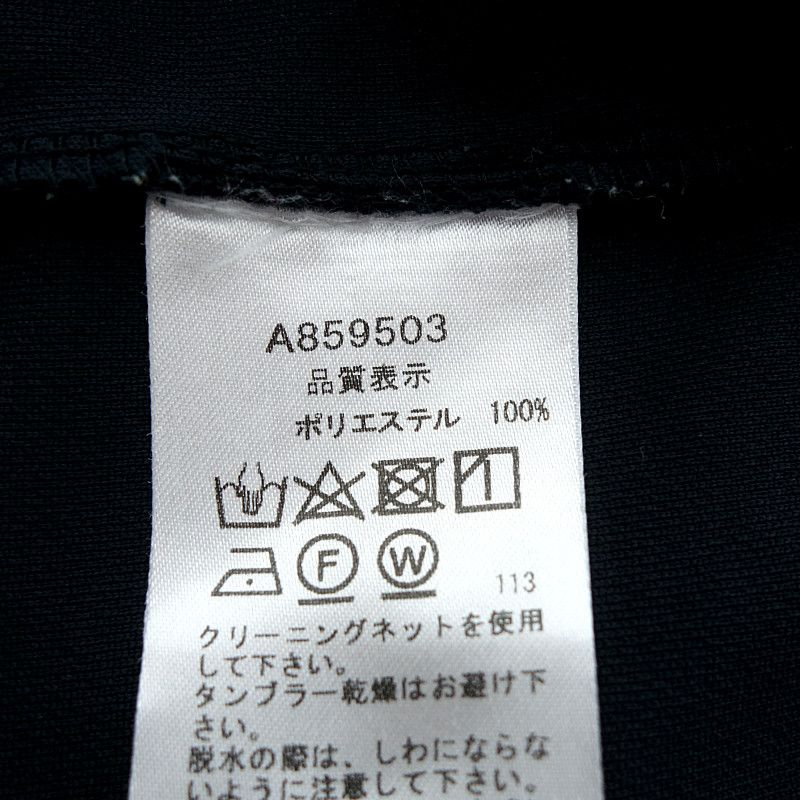 A859503
品質表示
ポリエステル 100%
F W 113
クリーニングネットを使用
して下さい。
タンブラー乾燥はお避け下
さい。
脱水の際は、しわにならな
いように注意して下さい。